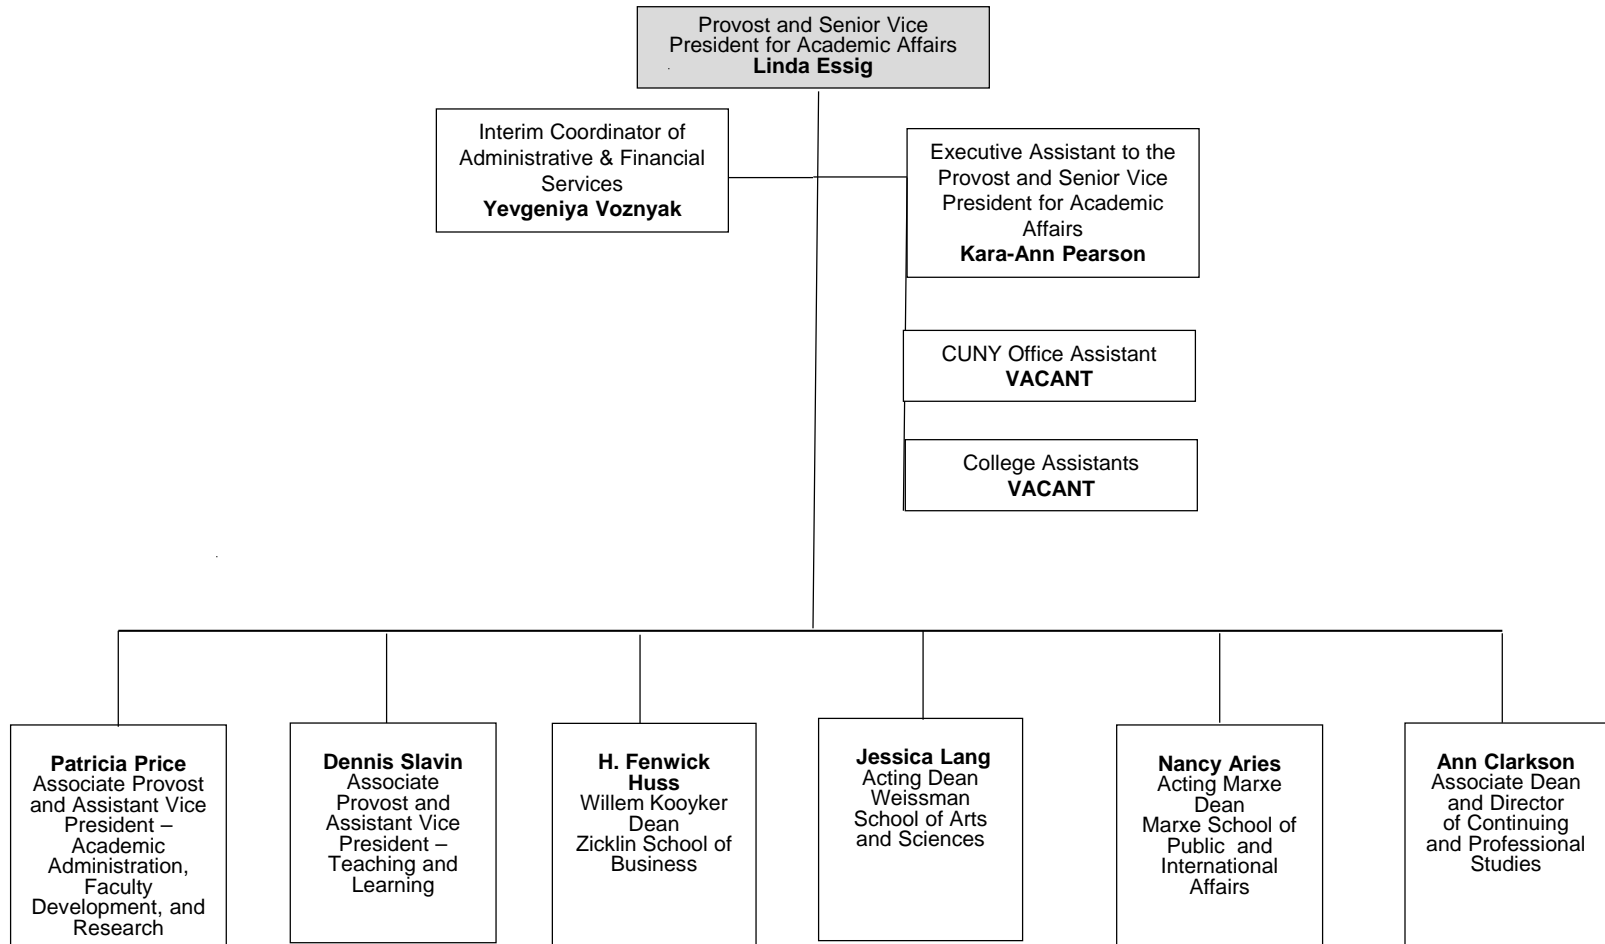 Provost and Senior Vice
President for Academic Affairs
Linda Essig
Interim Coordinator of
Administrative & Financial
Services
Yevgeniya Voznyak
Executive Assistant to the
Provost and Senior Vice
President for Academic
Affairs
Kara-Ann Pearson
CUNY Office Assistant
VACANT
College Assistants
VACANT
Patricia Price
Associate Provost
and Assistant Vice
President –
Academic
Administration,
Faculty
Development, and
Research
Dennis Slavin
Associate
Provost and
Assistant Vice
President –
Teaching and
Learning
H. Fenwick
Huss
Willem Kooyker
Dean
Zicklin School of
Business
Jessica Lang
Acting Dean
Weissman
School of Arts
and Sciences
Nancy Aries
Acting Marxe
Dean
Marxe School of
Public and
International
Affairs
Ann Clarkson
Associate Dean
and Director
of Continuing
and Professional
Studies